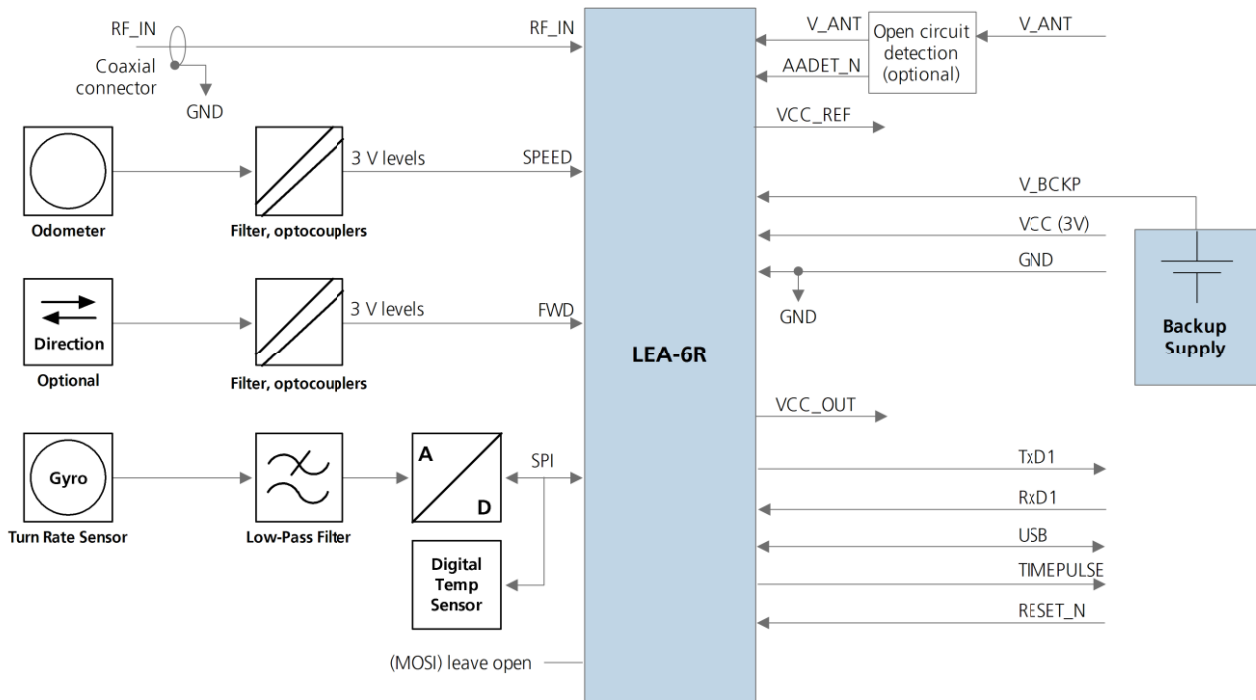 RF_IN
RF_IN
Coaxial
connector
GND
Odometer
Filter, optocouplers
3 V levels
SPEED
Direction
Optional
Filter, optocouplers
3 V levels
FWD
Gyro
Turn Rate Sensor
Low-Pass Filter
A
D
SPI
Digital
Temp
Sensor
(MOSI) leave open
LEA-6R
V_ANT
Open circuit
detection
(optional)
V_ANT
AADET_N
VCC_REF
V_BCKP
VCC (3V)
GND
GND
Backup
Supply
VCC_OUT
TxD1
RxD1
USB
TIMEPULSE
RESET_N